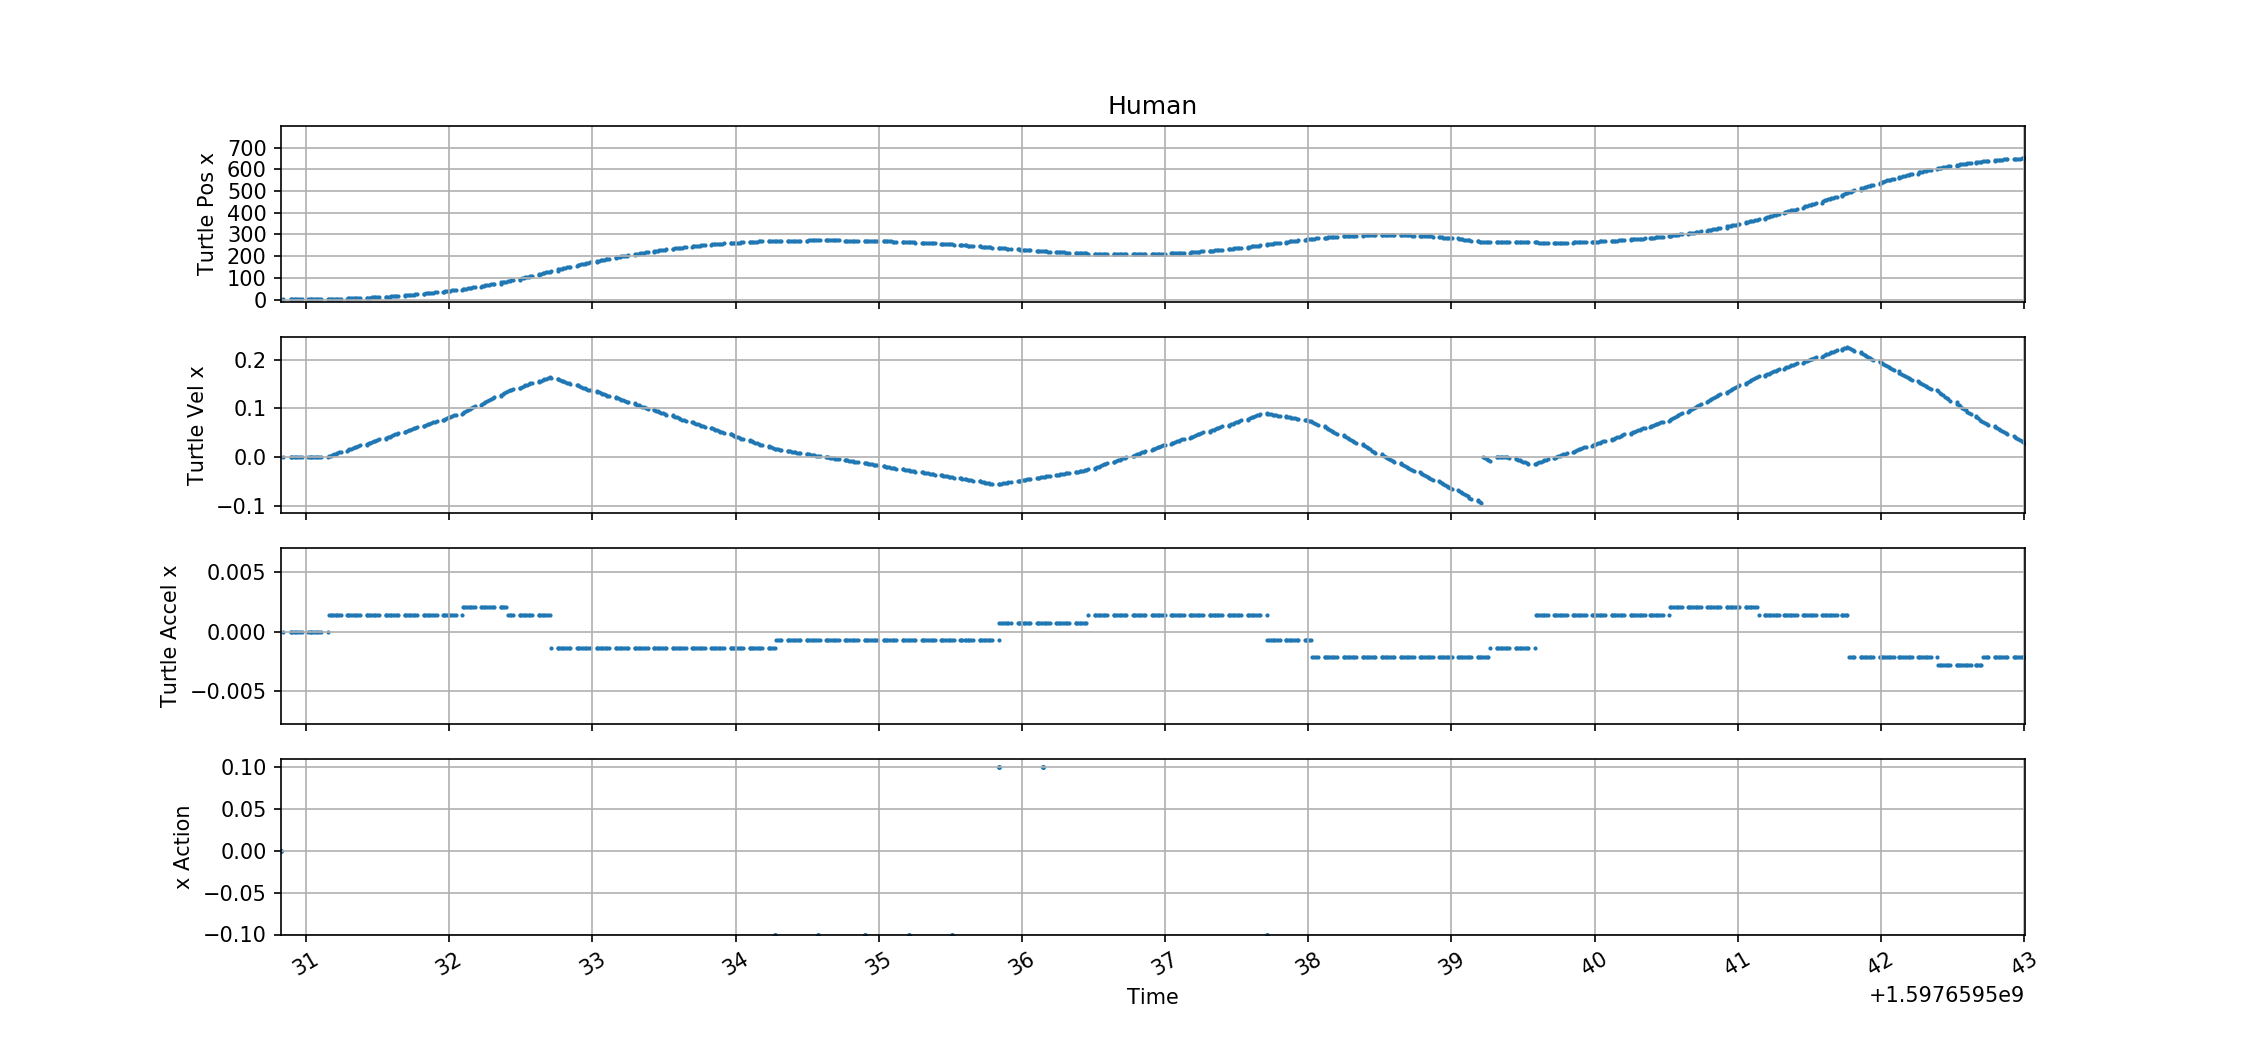 Human
Turtle Pos x
700
600
500
400
300
200
100
0
Turtle Vel x
0.2
0.1
0.0
−0.1
Turtle Accel x
0.005
0.000
−0.005
x Action
0.10
0.05
0.00
−0.05
−0.10
31 32 33 34 35 36 37 38 39 40 41 42 43
Time
+1.5976595e9